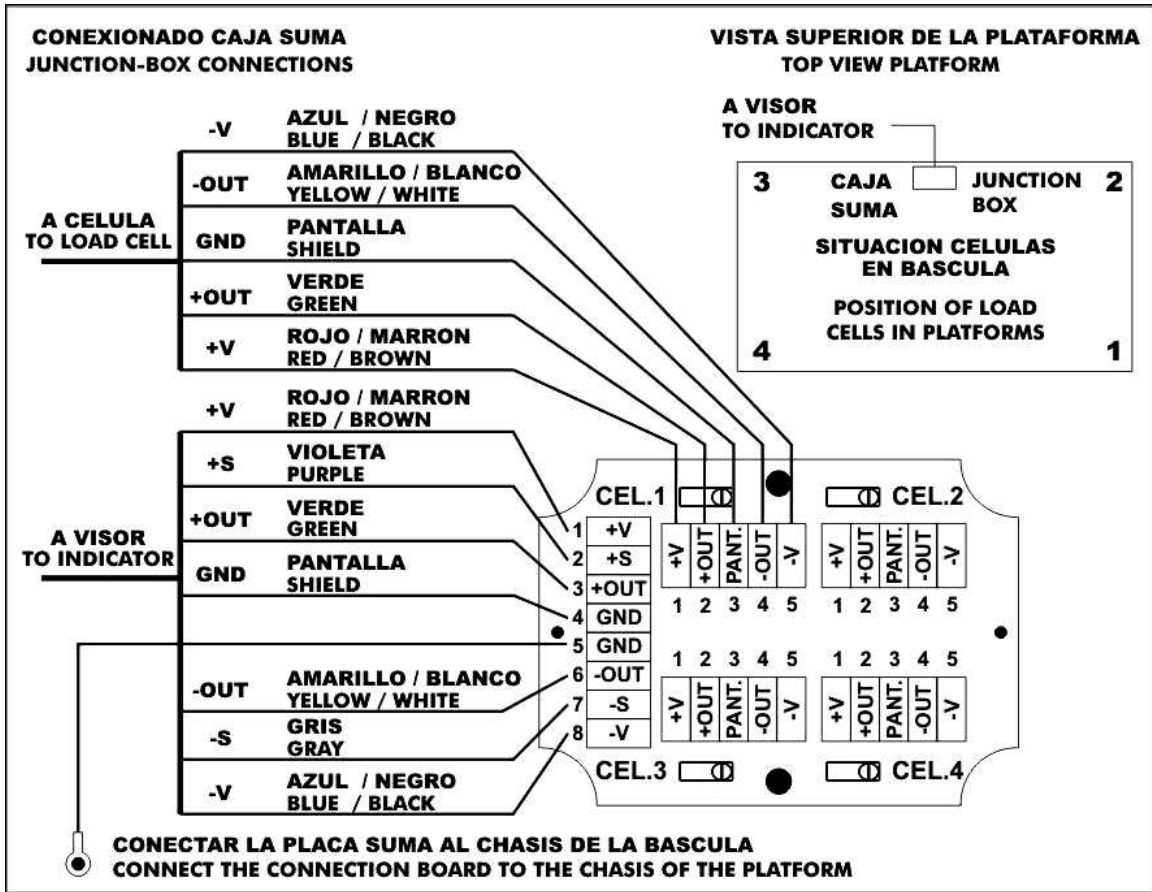 CONEXIONADO CAJA SUMA
JUNCTION-BOX CONNECTIONS
VISTA SUPERIOR DE LA PLATAFORMA
TOP VIEW PLATFORM
A VISOR
TO INDICATOR
3 CAJA JUNCTION 2
SUMA BOX
SITUACION CELULAS
EN BASCULA
POSITION OF LOAD
CELLS IN PLATFORMS
4 1
A CELULA
TO LOAD CELL
-V AZUL / NEGRO
BLUE / BLACK
-OUT AMARILLO / BLANCO
YELLOW / WHITE
GND PANTALLA
SHIELD
+OUT VERDE
GREEN
+V ROJO / MARRON
RED / BROWN
A VISOR
TO INDICATOR
+V ROJO / MARRON
RED / BROWN
+S VIOLETA
PURPLE
+OUT VERDE
GREEN
GND PANTALLA
SHIELD
-OUT AMARILLO / BLANCO
YELLOW / WHITE
-S GRIS
GRAY
-V AZUL / NEGRO
BLUE / BLACK
1 +V
2 +S
3 +OUT
4 GND
5 GND
6 -OUT
7 -S
8 -V
CEL.1
+V +OUT PANT. -OUT -V
1 2 3 4 5
CEL.2
+V +OUT PANT. -OUT -V
1 2 3 4 5
1 2 3 4 5
+V +OUT PANT. -OUT -V
CEL.3
1 2 3 4 5
+V +OUT PANT. -OUT -V
CEL.4
CONECTAR LA PLACA SUMA AL CHASIS DE LA BASCULA
CONNECT THE CONNECTION BOARD TO THE CHASIS OF THE PLATFORM